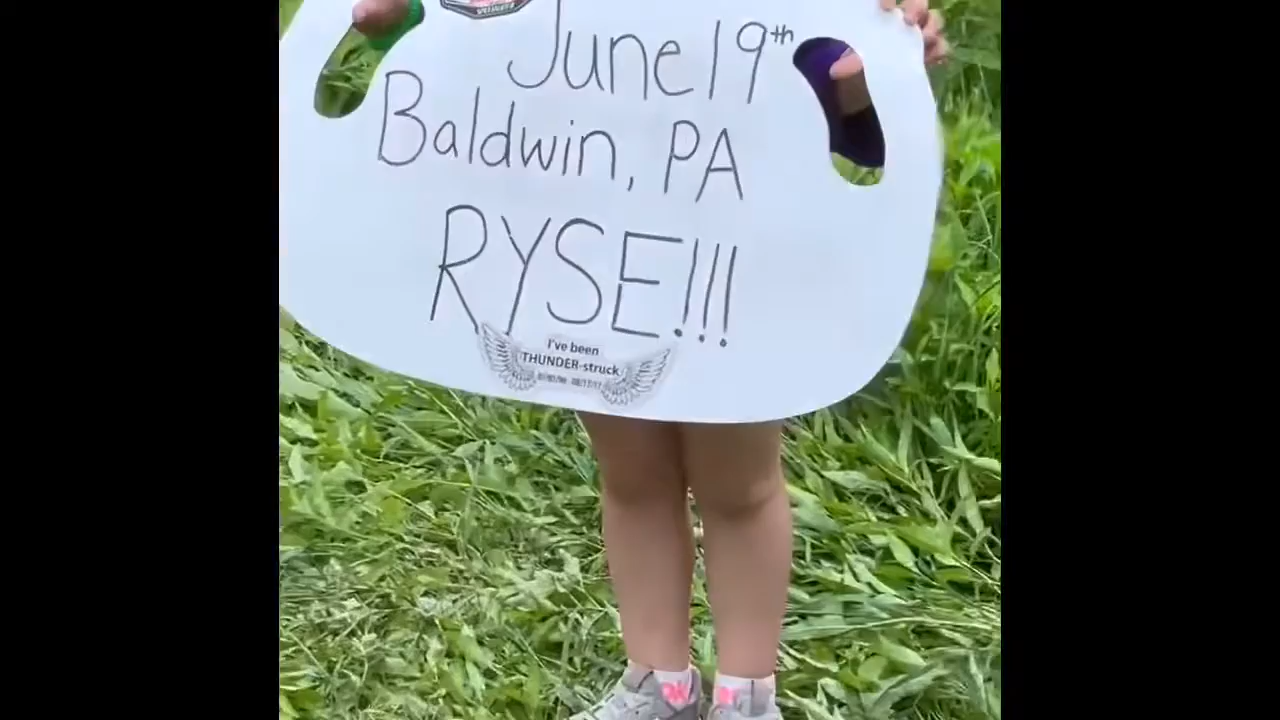 June 19th
Baldwin, PA
RYSE!!!
I've been
THUNDER-struck